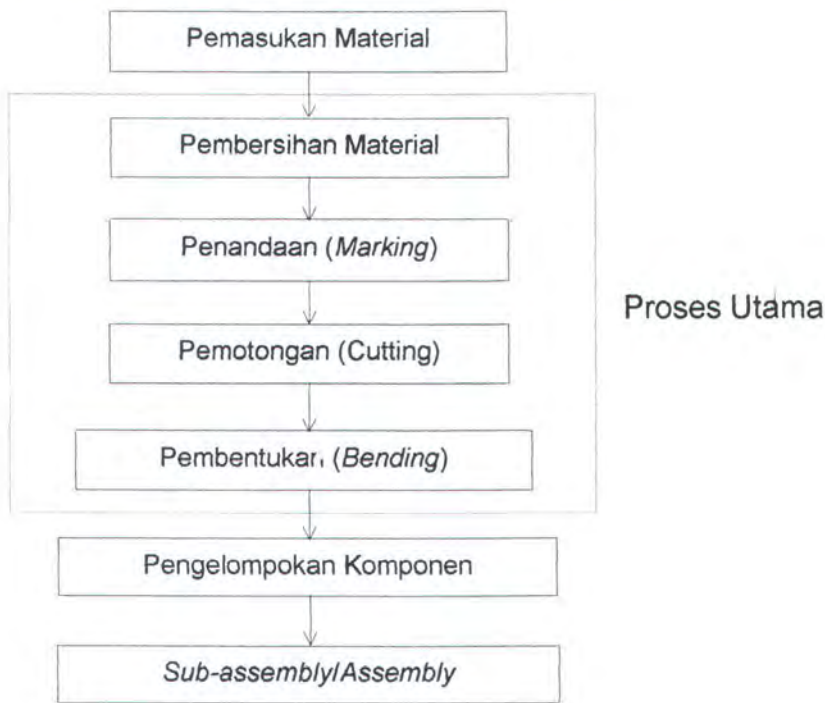 Pemasukan Material
Pembersihan Material
Penandaan (Marking)
Pemotongan (Cutting)
Proses Utama
Pembentukan (Bending)
Pengelompokan Komponen
Sub-assembly/Assembly